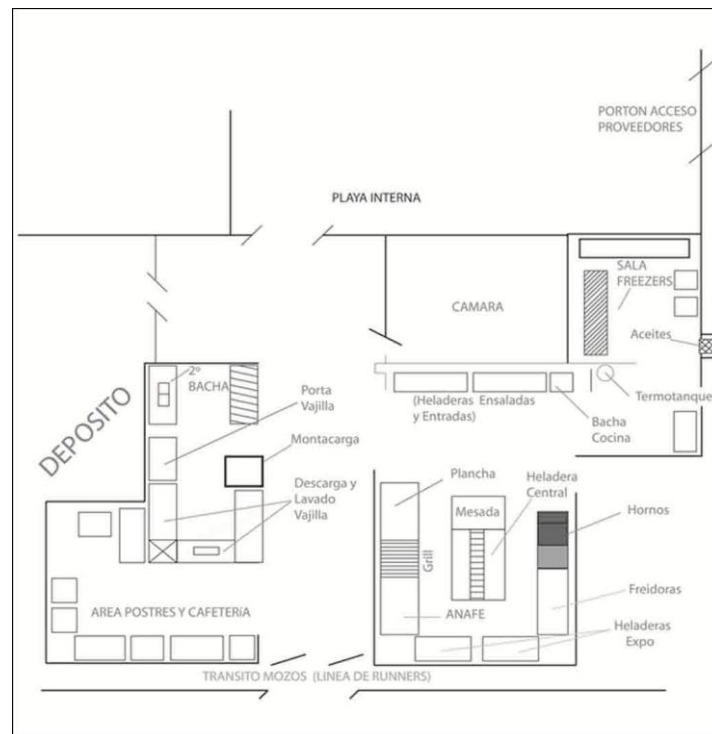 PORTON ACCESO
PROVEEDORES
PLAYA INTERNA
SALA
FREEZERS
CAMARA
Aceites
2º
BACHA
Porta
Vajilla
(Heladeras Ensaladas
y Entradas)
Termotanque
Bacha
Cocina
DEPOSITO
Montacarga
Plancha
Heladera
Central
Descarga y
Lavado
Vajilla
Mesada
Hornos
Grill
Freidoras
AREA POSTRES Y CAFETERíA
ANAFE
Heladeras
Expo
TRANSITO MOZOS (LINEA DE RUNNERS)